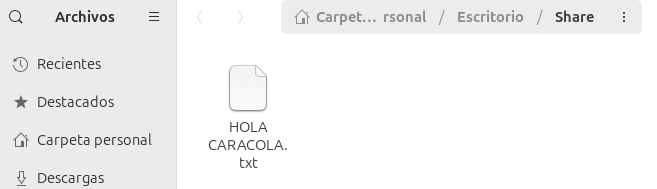 Archivos
Carpet... rsonal / Escritorio / Share
Recientes
Destacados
Carpeta personal
Descargas
HOLA
CARACOLA.
txt